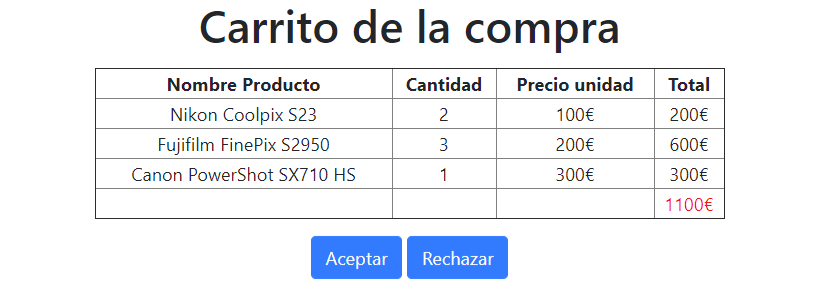 Carrito de la compra
Nombre Producto Cantidad Precio unidad Total
Nikon Coolpix S23 2 100€ 200€
Fujifilm FinePix S2950 3 200€ 600€
Canon PowerShot SX710 HS 1 300€ 300€
1100€
Aceptar Rechazar